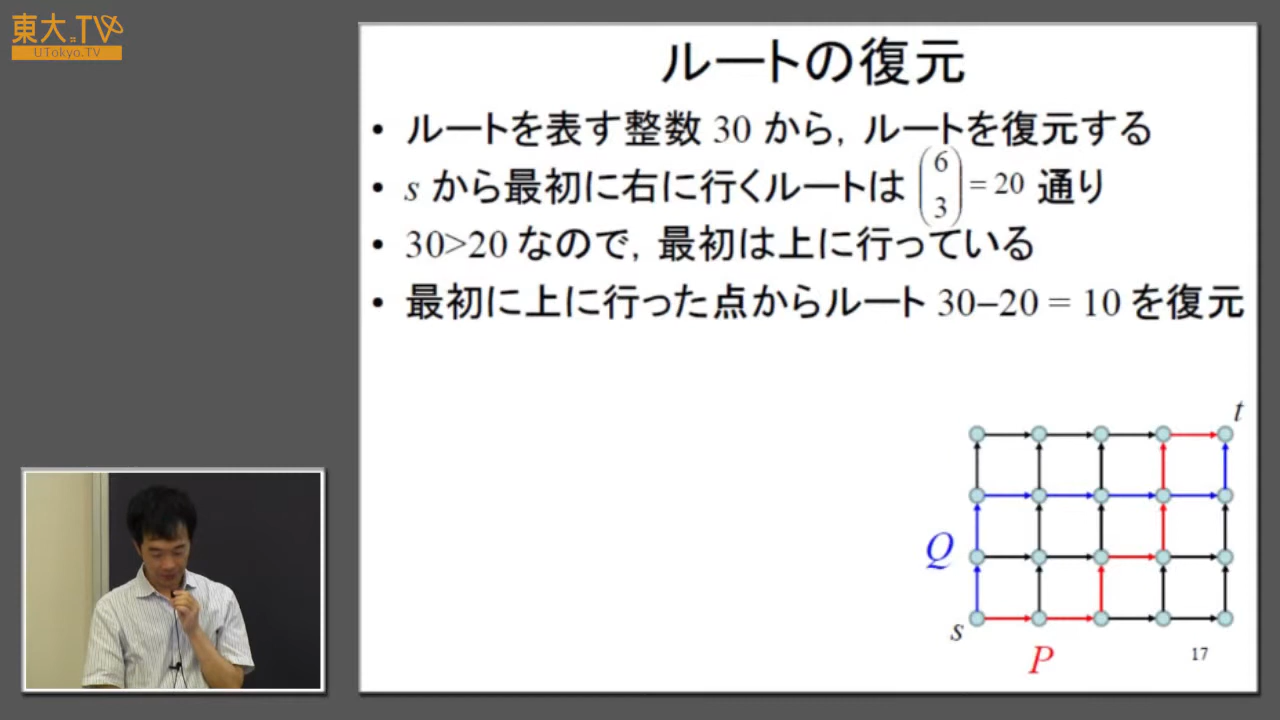 東大.TV
UTokyo.TV
ルートの復元
• ルートを表す整数 30 から，ルートを復元する
• s から最初に右に行くルートは (6 3) = 20 通り
• 30>20 なので，最初は上に行っている
• 最初に上に行った点からルート 30−20 = 10 を復元
t
Q
s
P
17